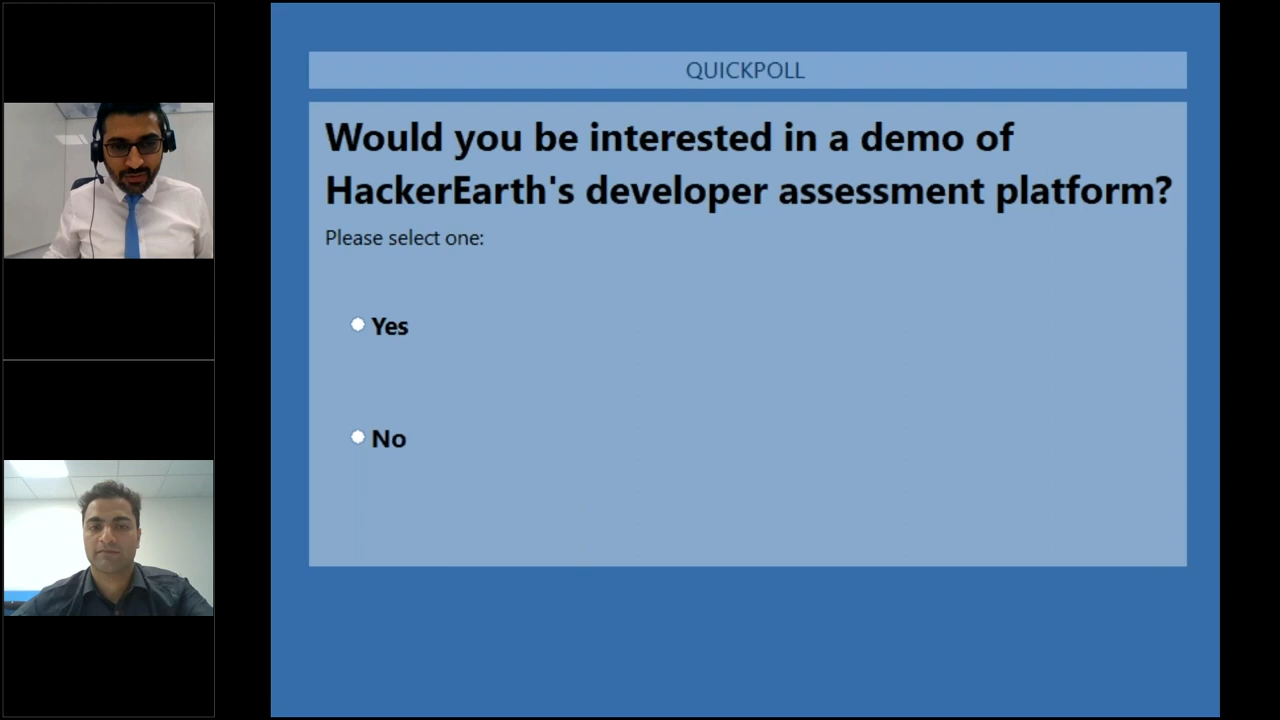 QUICKPOLL
Would you be interested in a demo of
HackerEarth's developer assessment platform?
Please select one:
Yes
No